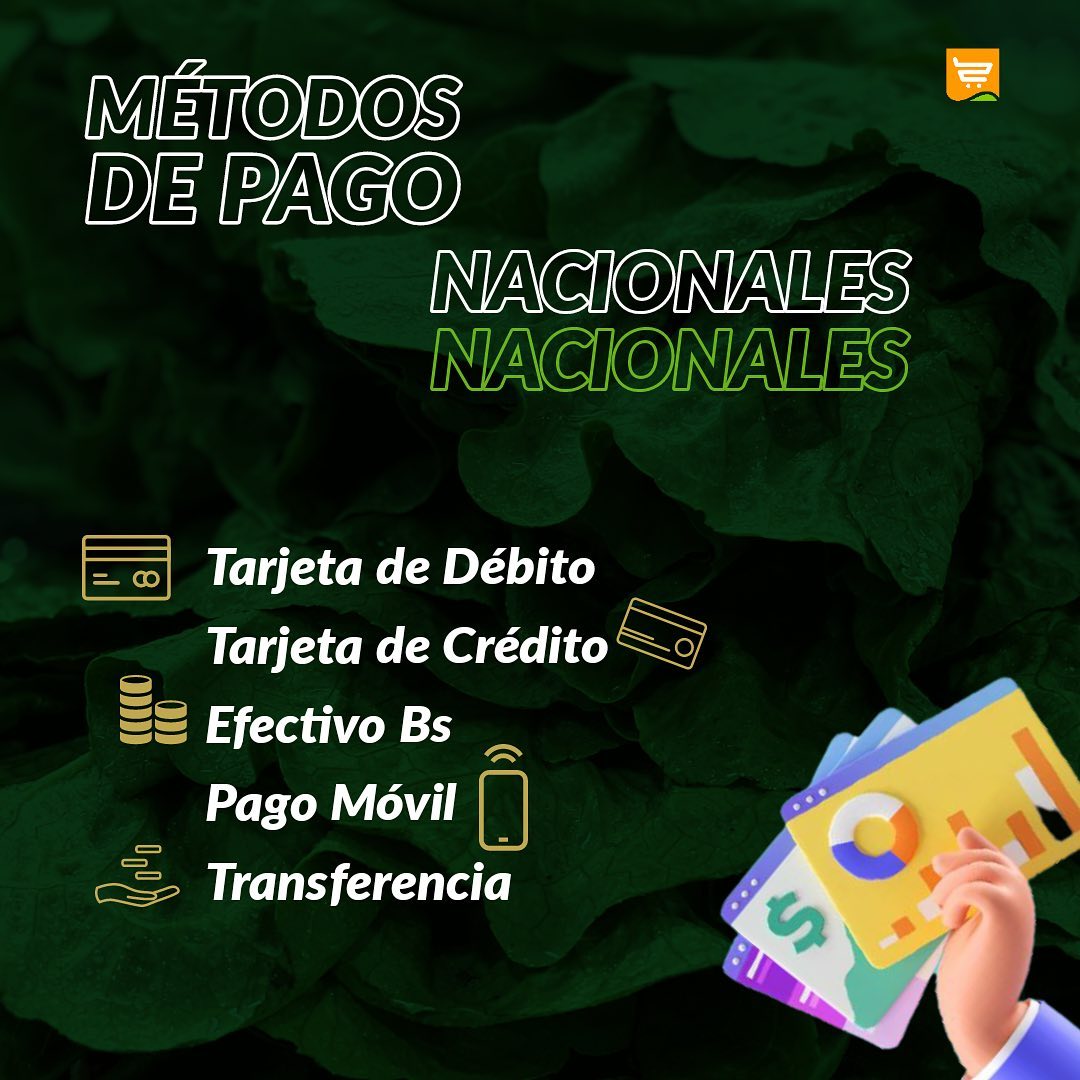 MÉTODOS
DE PAGO
NACIONALES
NACIONALES
Tarjeta de Débito
Tarjeta de Crédito
Efectivo Bs
Pago Móvil
Transferencia
$